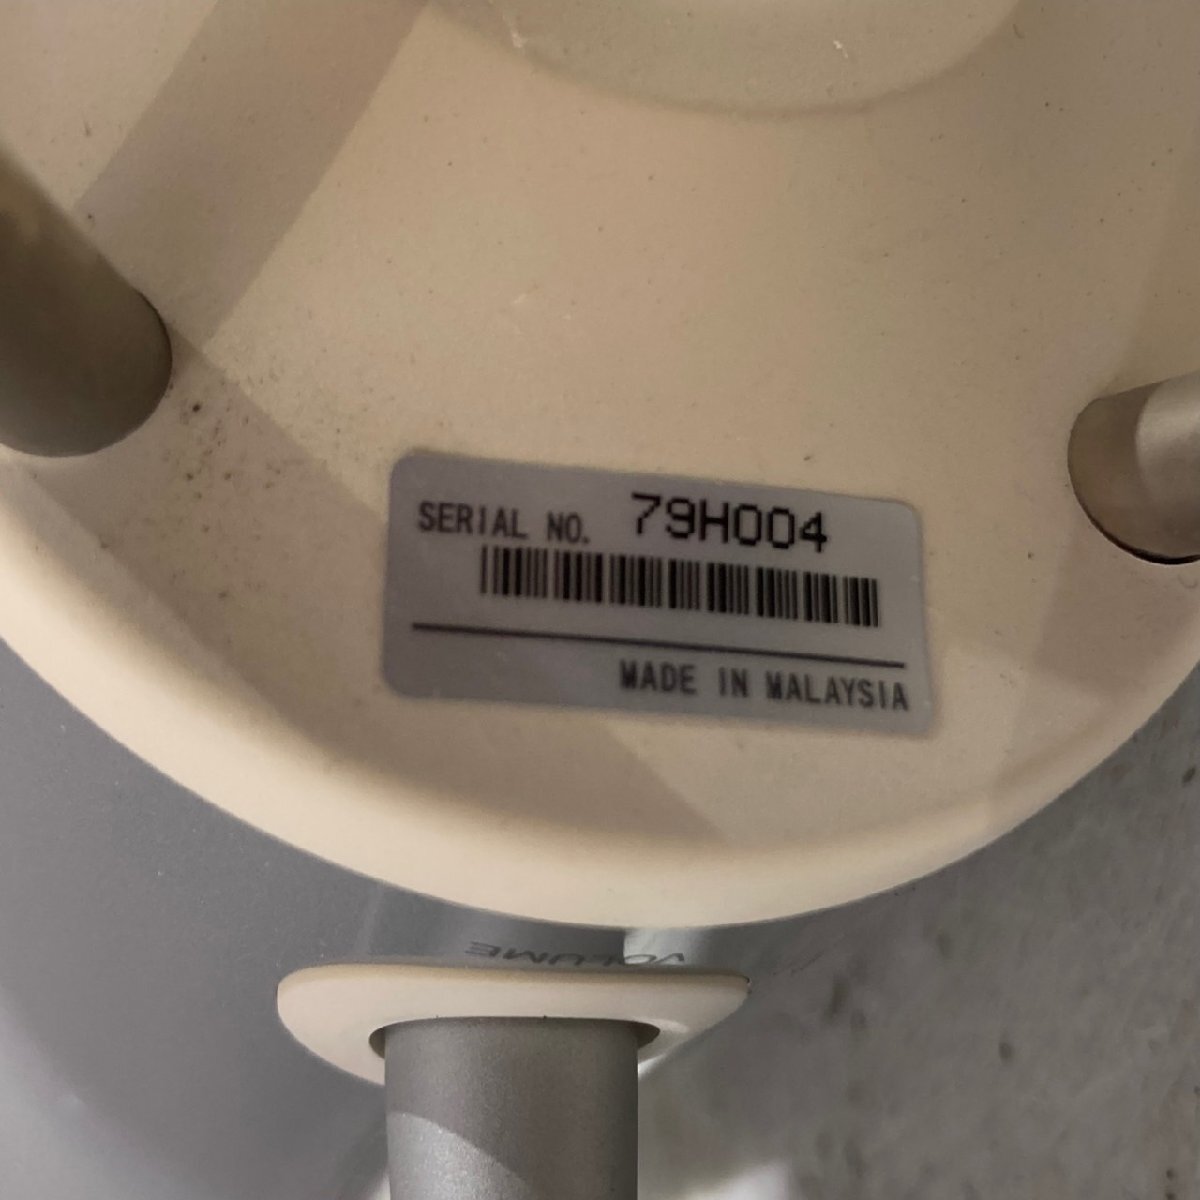 SERIAL NO. 79H004
MADE IN MALAYSIA
VOLUME